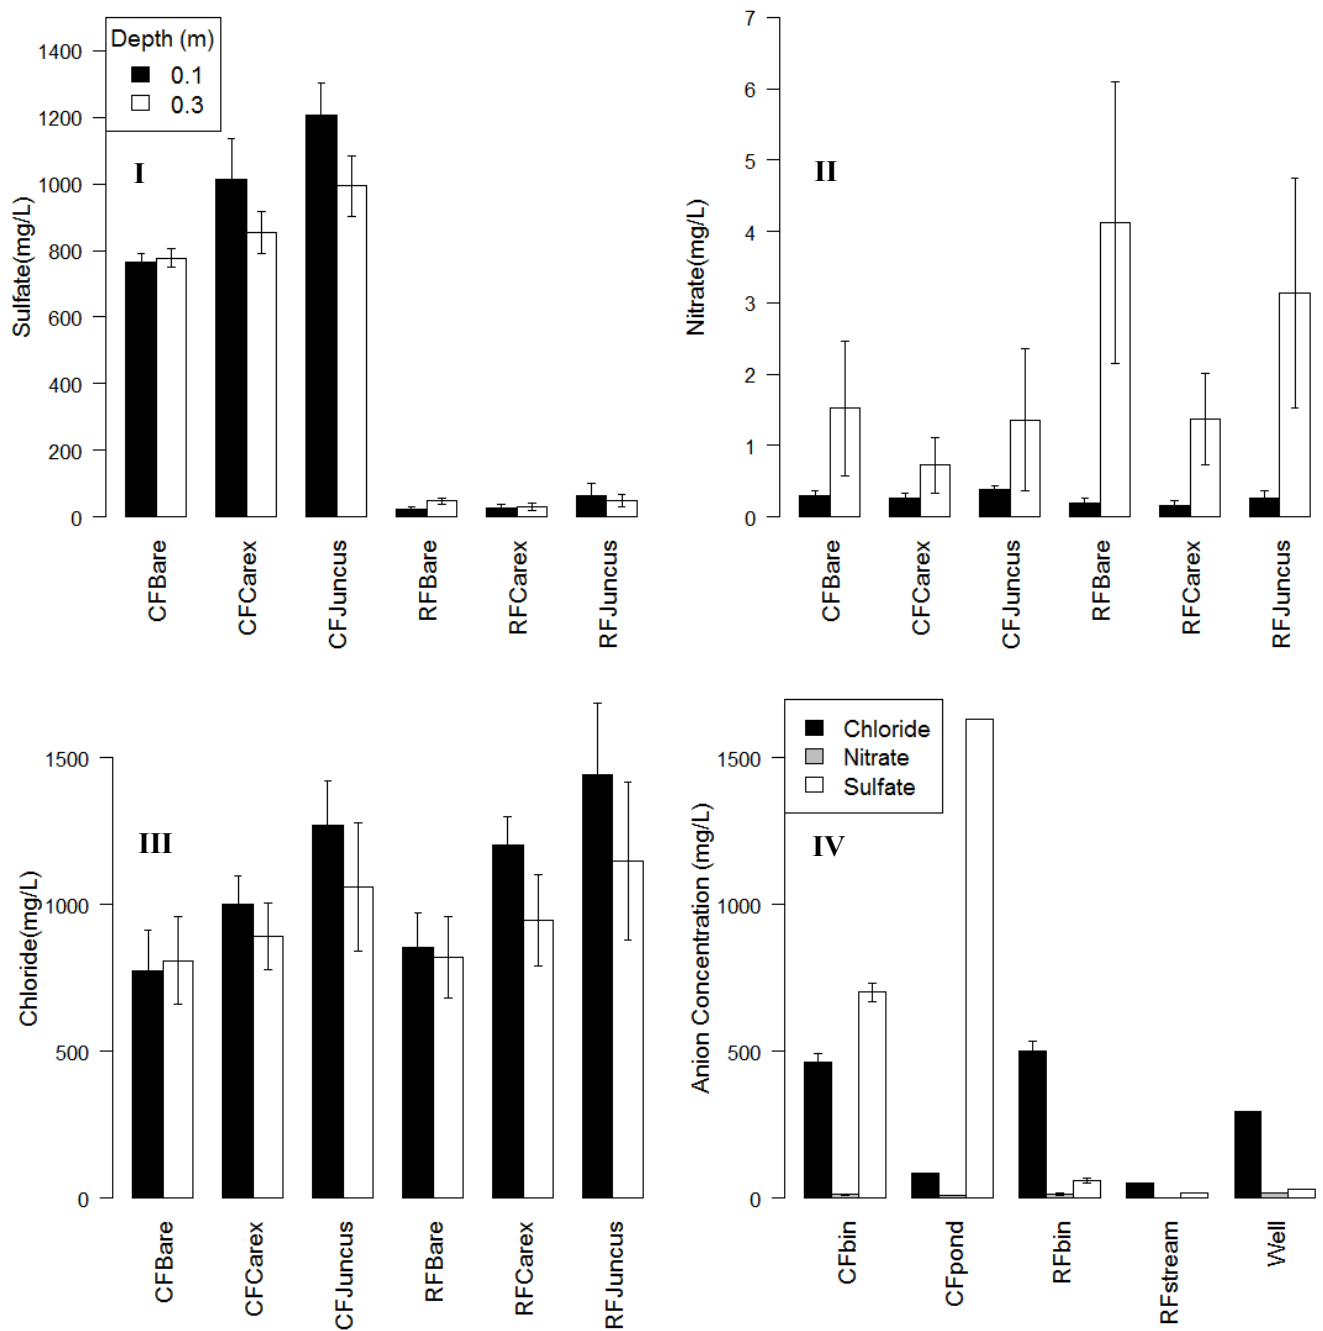 Depth (m)
0.1
0.3
I
Sulfate(mg/L)
1400
1200
1000
800
600
400
200
0
CFBare
CFCarex
CFJuncus
RFBare
RFCarex
RFJuncus
II
Nitrate(mg/L)
7
6
5
4
3
2
1
0
CFBare
CFCarex
CFJuncus
RFBare
RFCarex
RFJuncus
III
Chloride(mg/L)
1500
1000
500
0
CFBare
CFCarex
CFJuncus
RFBare
RFCarex
RFJuncus
Chloride
Nitrate
Sulfate
IV
Anion Concentration (mg/L)
1500
1000
500
0
CFbin
CFpond
RFbin
RFstream
Well